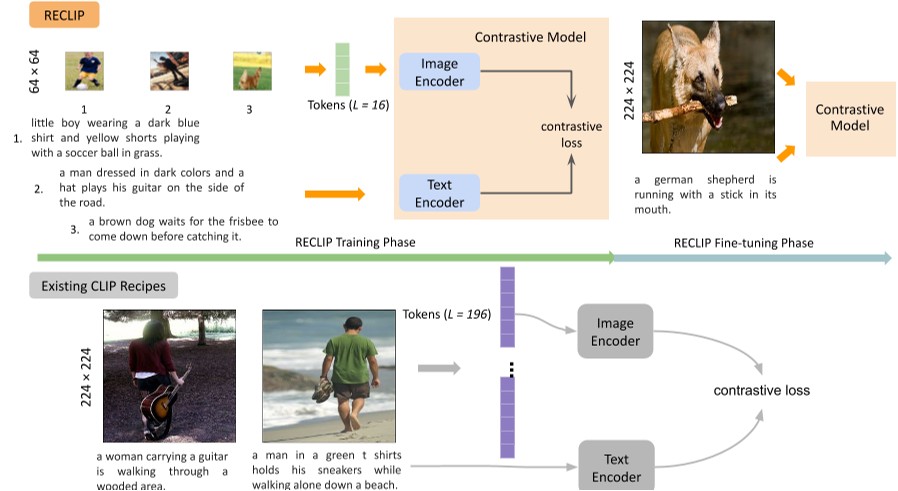 RECLIP
64 × 64
1
2
3
1. little boy wearing a dark blue
shirt and yellow shorts playing
with a soccer ball in grass.
2. a man dressed in dark colors and a
hat plays his guitar on the side of
the road.
3. a brown dog waits for the frisbee to
come down before catching it.
Tokens (L = 16)
Contrastive Model
Image
Encoder
contrastive
loss
Text
Encoder
224 × 224
a german shepherd is
running with a stick in its
mouth.
Contrastive
Model
RECLIP Training Phase
RECLIP Fine-tuning Phase
Existing CLIP Recipes
224 × 224
a woman carrying a guitar
is walking through a
wooded area.
a man in a green t shirts
holds his sneakers while
walking alone down a beach.
Tokens (L = 196)
...
Image
Encoder
contrastive loss
Text
Encoder